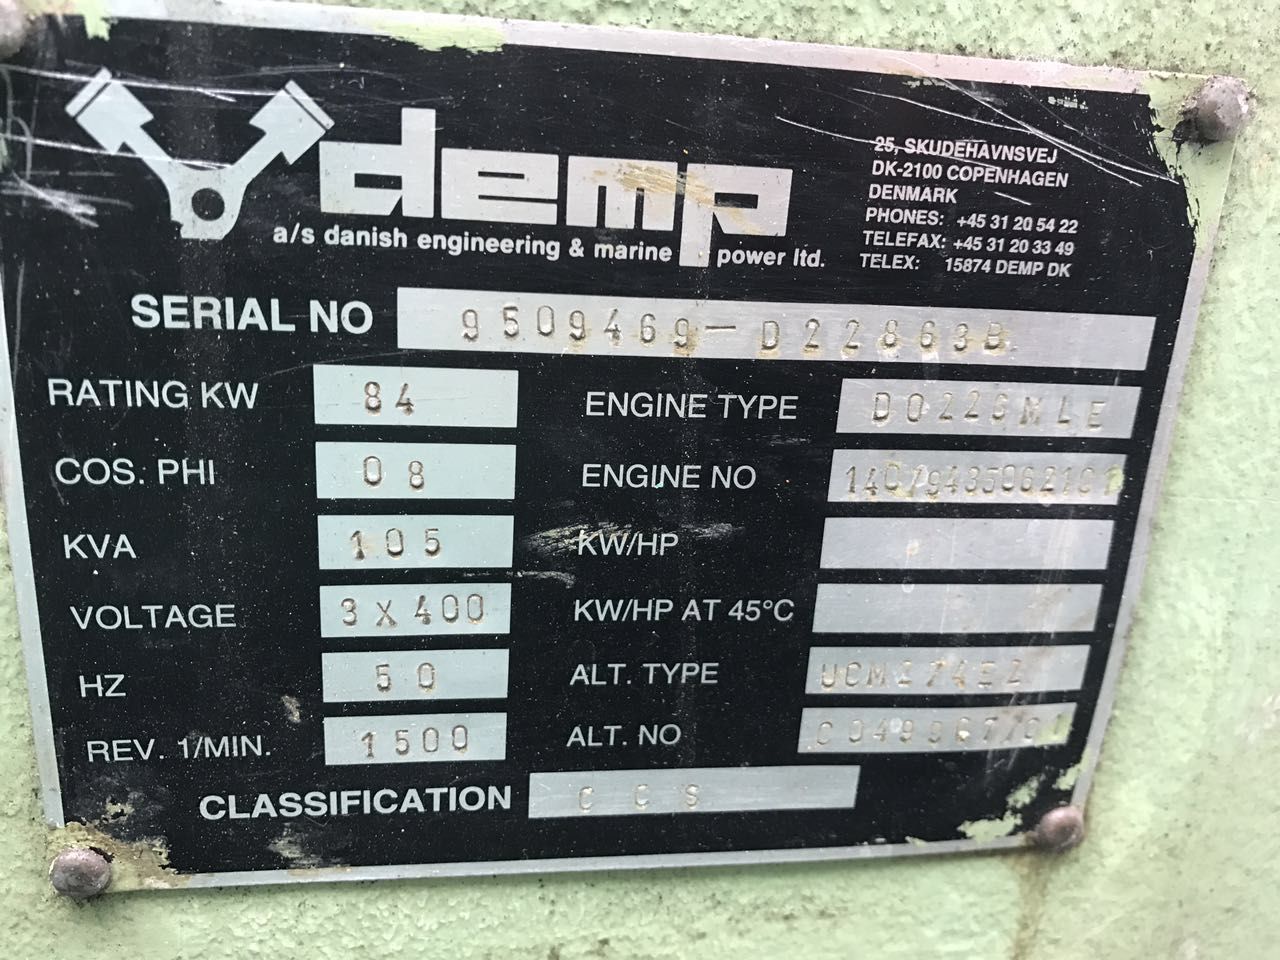 demp
a/s danish engineering & marine power ltd.
25, SKUDEHAVNSVEJ
DK-2100 COPENHAGEN
DENMARK
PHONES: +45 31 20 54 22
TELEFAX: +45 31 20 33 49
TELEX: 15874 DEMP DK
SERIAL NO 9509469-D22863B
RATING KW 84
COS. PHI 08
KVA 105
VOLTAGE 3X400
HZ 50
REV. 1/MIN. 1500
ENGINE TYPE
ENGINE NO
KW/HP
KW/HP AT 45°C
ALT. TYPE
ALT. NO
CLASSIFICATION CCS